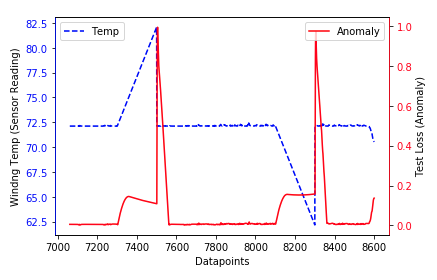 Temp
Anomaly
82.5
80.0
77.5
75.0
72.5
70.0
67.5
65.0
62.5
Windng Temp (Sensor Reading)
1.0
0.8
0.6
0.4
0.2
0.0
Test Loss (Anomaly)
7000 7200 7400 7600 7800 8000 8200 8400 8600
Datapoints